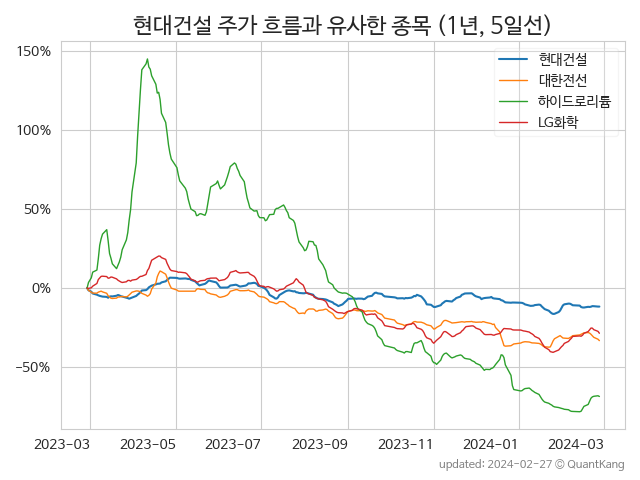 현대건설 주가 흐름과 유사한 종목 (1년, 5일선)
150%
100%
50%
0%
−50%
현대건설
대한전선
하이드로리튬
LG화학
2023-03 2023-05 2023-07 2023-09 2023-11 2024-01 2024-03
updated: 2024-02-27 © QuantKang